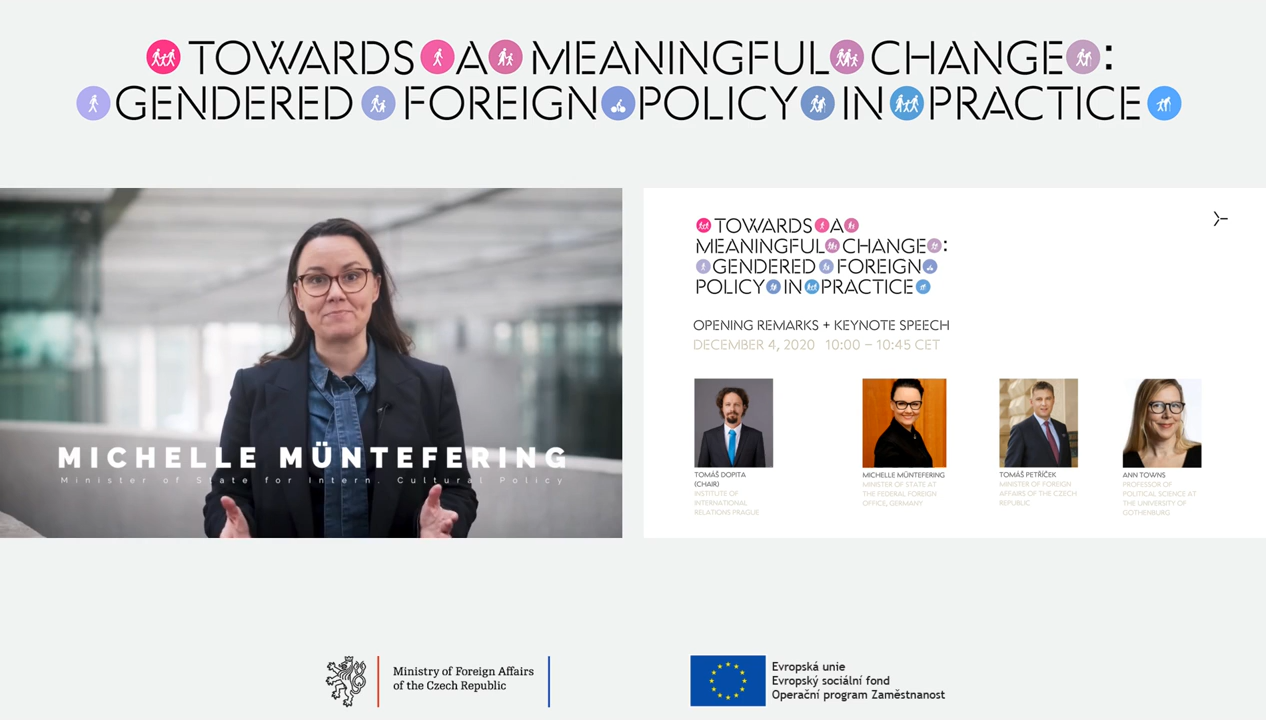 TOWARDS A MEANINGFUL CHANGE:
GENDERED FOREIGN POLICY IN PRACTICE
MICHELLE MÜNTEFERING
Minister of State for Intern. Cultural Policy
TOWARDS A
MEANINGFUL CHANGE:
GENDERED FOREIGN
POLICY IN PRACTICE
OPENING REMARKS + KEYNOTE SPEECH
DECEMBER 4, 2020 10:00 – 10:45 CET
TOMÁŠ DOPITA
(CHAIR)
INSTITUTE OF
INTERNATIONAL
RELATIONS PRAGUE
MICHELLE MÜNTEFERING
MINISTER OF STATE AT
THE FEDERAL FOREIGN
OFFICE, GERMANY
TOMÁŠ PETŘÍČEK
MINISTER OF FOREIGN
AFFAIRS OF THE CZECH
REPUBLIC
ANN TOWNS
PROFESSOR OF
POLITICAL SCIENCE AT
THE UNIVERSITY OF
GOTHENBURG
Ministry of Foreign Affairs
of the Czech Republic
Evropská unie
Evropský sociální fond
Operační program Zaměstnanost